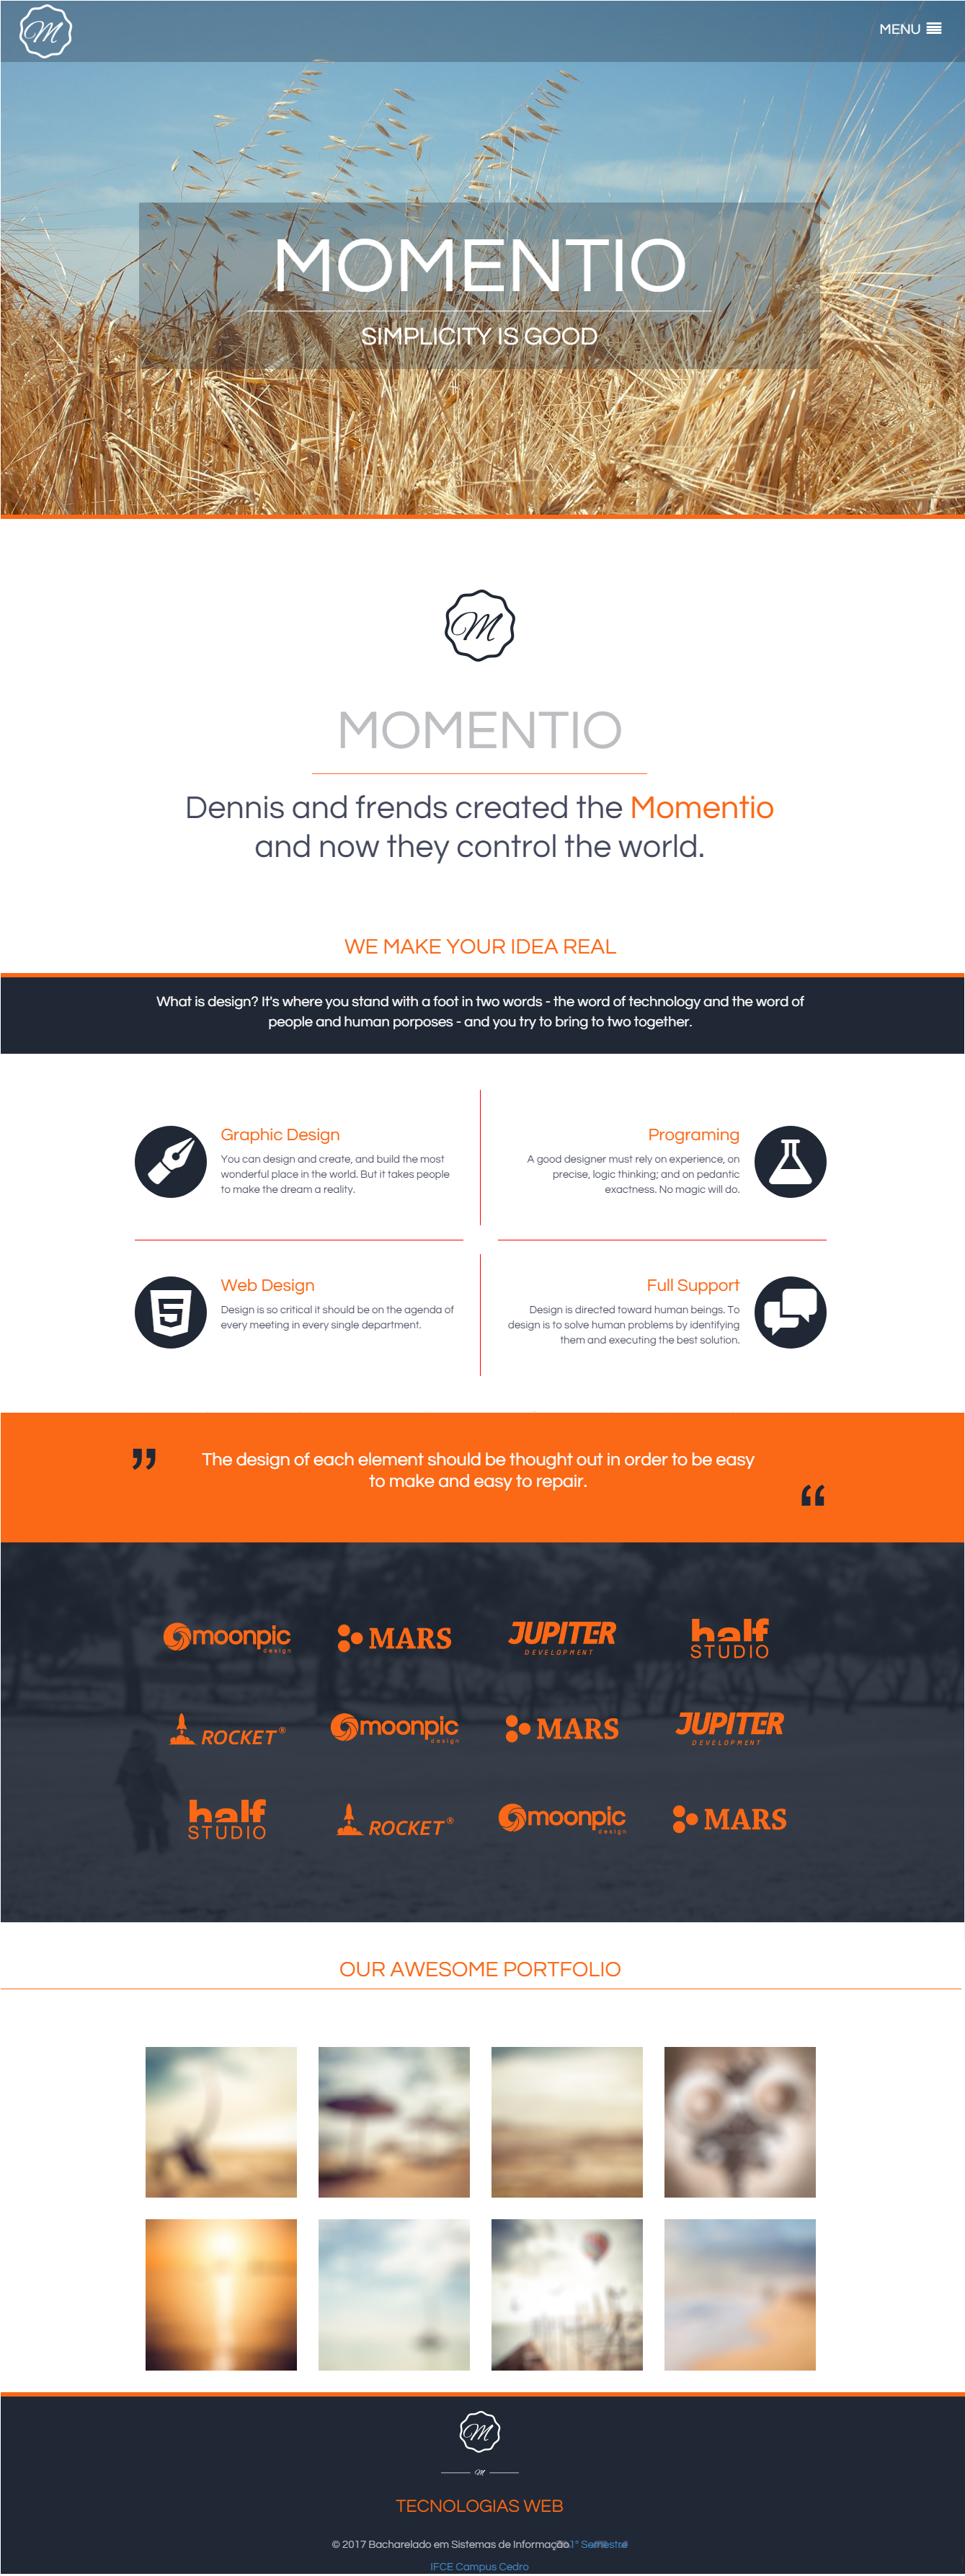 M
MENU
MOMENTIO
SIMPLICITY IS GOOD
M
MOMENTIO
Dennis and frends created the Momentio
and now they control the world.
WE MAKE YOUR IDEA REAL
What is design? It's where you stand with a foot in two words - the word of technology and the word of
people and human porposes - and you try to bring to two together.
Graphic Design
You can design and create, and build the most
wonderful place in the world. But it takes people
to make the dream a reality.
Programing
A good designer must rely on experience, on
precise, logic thinking; and on pedantic
exactness. No magic will do.
Web Design
Design is so critical it should be on the agenda of
every meeting in every single department.
Full Support
Design is directed toward human beings. To
design is to solve human problems by identifying
them and executing the best solution.
” The design of each element should be thought out in order to be easy
to make and easy to repair. “
moonpic design
MARS
JUPITER DEVELOPMENT
half STUDIO
ROCKET®
moonpic design
MARS
JUPITER DEVELOPMENT
half STUDIO
ROCKET®
moonpic design
MARS
OUR AWESOME PORTFOLIO
M
M
TECNOLOGIAS WEB
© 2017 Bacharelado em Sistemas de Informação 1° Semestre
IFCE Campus Cedro